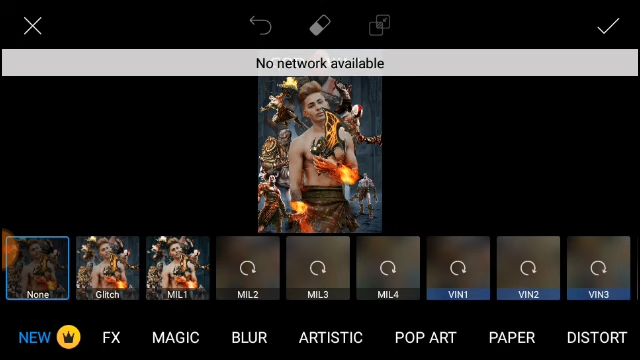 No network available
None
Glitch
MIL1
MIL2
MIL3
MIL4
VIN1
VIN2
VIN3
NEW
FX
MAGIC
BLUR
ARTISTIC
POP ART
PAPER
DISTORT